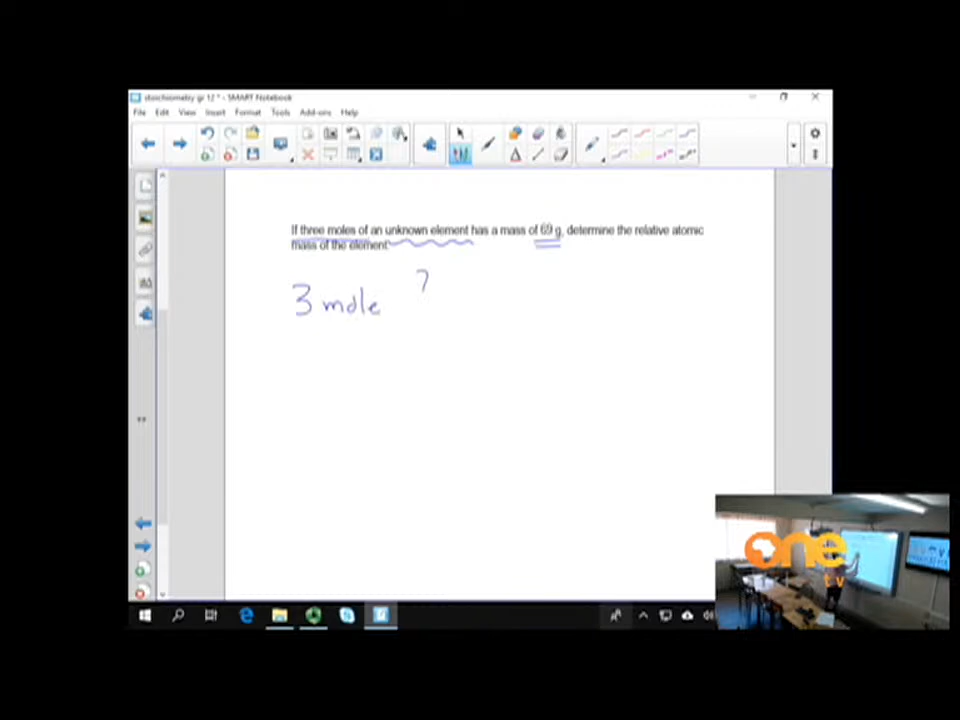 stoichiometry gr 12 * - SMART Notebook
File Edit View Insert Format Tools Add-ons Help
If three moles of an unknown element has a mass of 69 g, determine the relative atomic
mass of the element.
?
3 mole
one
tv